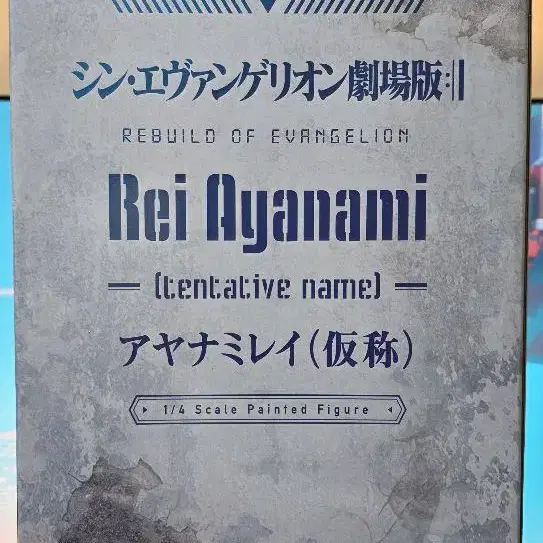 シン・エヴァンゲリオン劇場版:||
REBUILD OF EVANGELION
Rei Ayanami
(tentative name)
アヤナミレイ(仮称)
1/4 Scale Painted Figure